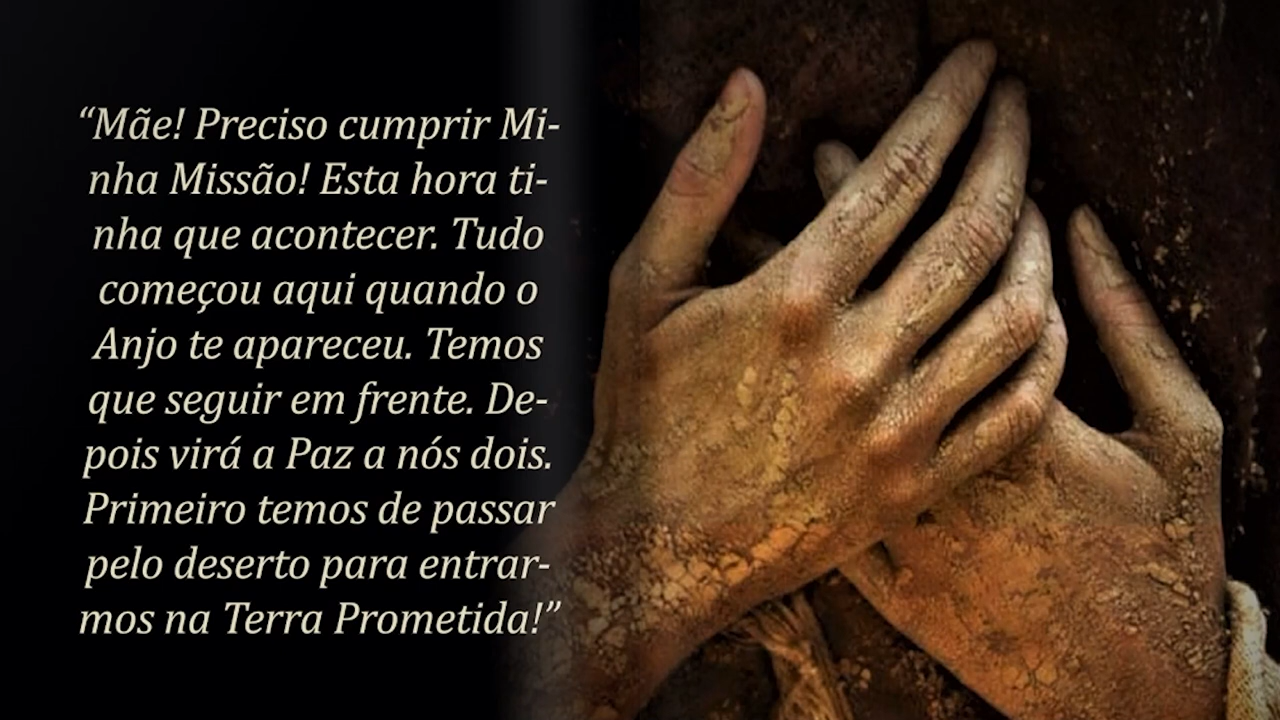 “Mãe! Preciso cumprir Mi-
nha Missão! Esta hora ti-
nha que acontecer. Tudo
começou aqui quando o
Anjo te apareceu. Temos
que seguir em frente. De-
pois virá a Paz a nós dois.
Primeiro temos de passar
pelo deserto para entrar-
mos na Terra Prometida!”